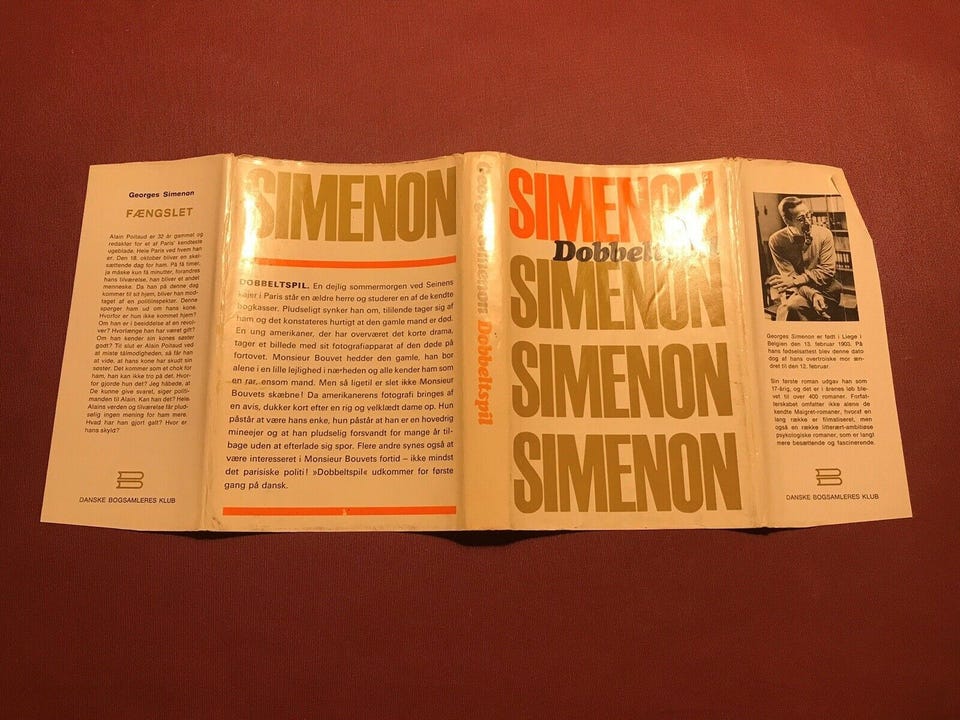 Georges Simenon
FÆNGSLET
Alain Poitaud er 32 år gammel og
redaktør for et af Paris' kendteste
ugeblade. Hele Paris ved hvem han
er. Den 18. oktober bliver en skel-
sættende dag for ham. På få timer,
ja måske kun få minutter, forandres
hans tilværelse, han bliver et andet
menneske. Da han på denne dag
kommer til sit hjem, bliver han mod-
taget af en politiinspektør. Denne
spørger ham ud om hans kone.
Hvorfor er hun ikke kommet hjem?
Om han er i besiddelse af en revol-
ver? Hvorlænge han har været gift?
Om han kender sin kones søster
godt? Til slut er Alain Poitaud ved
at miste tålmodigheden, så får han
at vide, at hans kone har skudt sin
søster. Det kommer som et chok for
ham, han kan ikke tro på det. Hvor-
for gjorde hun det? Jeg håbede, at
De kunne give svaret, siger politi-
manden til Alain. Kan han det? Hele
Alains verden og tilværelse får plud-
selig ingen mening for ham mere.
Hvad har han gjort galt? Hvor er
hans skyld?
DANSKE BOGSAMLERES KLUB
SIMENON
DOBBELTSPIL. En dejlig sommermorgen ved Seinens
kajer i Paris står en ældre herre og studerer en af de kendte
bogkasser. Pludseligt synker han om, tililende tager sig af
ham og det konstateres hurtigt at den gamle mand er død.
En ung amerikaner, der har overværet det korte drama,
tager et billede med sit fotografiapparat af den døde på
fortovet. Monsieur Bouvet hedder den gamle, han bor
alene i en lille lejlighed i nærheden og alle kender ham som
en rar, ensom mand. Men så ligetil er slet ikke Monsieur
Bouvets skæbne! Da amerikanerens fotografi bringes af
en avis, dukker kort efter en rig og velklædt dame op. Hun
påstår at være hans enke, hun påstår at han er en hovedrig
mineejer og at han pludselig forsvandt for mange år til-
bage uden at efterlade sig spor. Flere andre synes også at
være interesseret i Monsieur Bouvets fortid – ikke mindst
det parisiske politi! »Dobbeltspil« udkommer for første
gang på dansk.
Georges Simenon Dobbeltspil
SIMENON
Dobbeltspil
SIMENON
SIMENON
SIMENON
Georges Simenon er født i Liege i
Belgien den 13. februar 1903. På
hans fødselsattest blev denne dato
dog af hans overtroiske mor æn-
dret til den 12. februar.
Sin første roman udgav han som
17-årig, og det er i årenes løb ble-
vet til over 400 romaner. Forfat-
terskabet omfatter ikke alene de
kendte Maigret-romaner, hvoraf en
lang række er filmatiseret, men
også en række litterært-ambitiøse
psykologiske romaner, som er langt
mere besættende og fascinerende.
DANSKE BOGSAMLERES KLUB